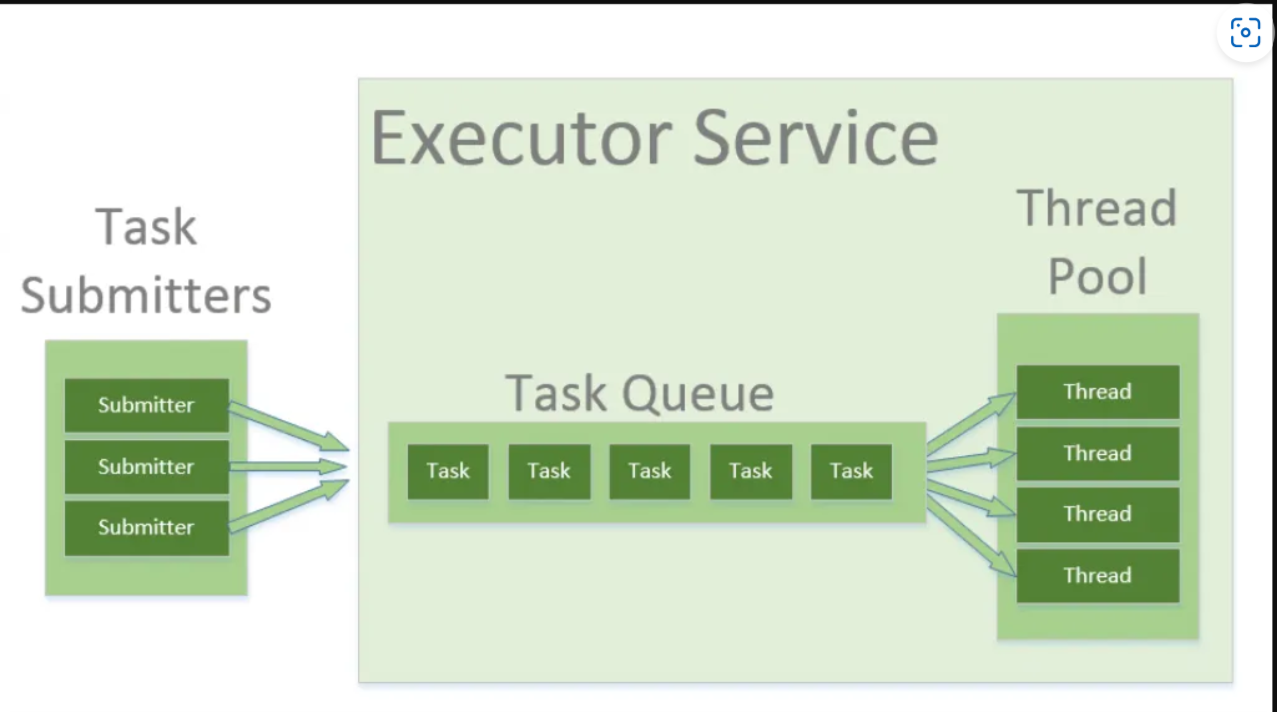 Executor Service
Task
Submitters
Submitter
Submitter
Submitter
Task Queue
Task Task Task Task Task
Thread
Pool
Thread
Thread
Thread
Thread